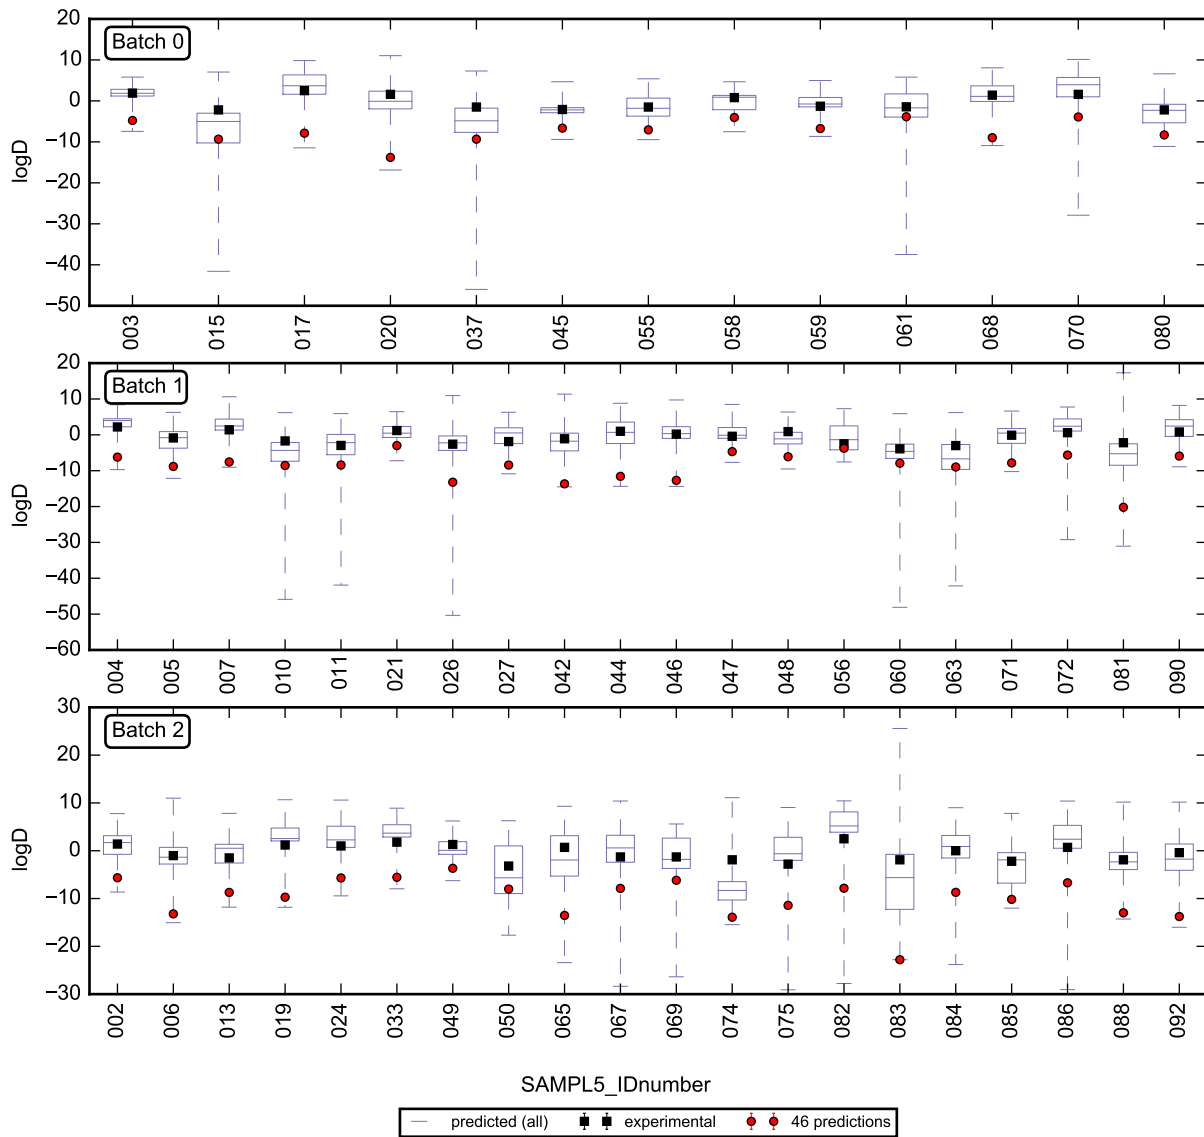 20
10
0
−10
−20
−30
−40
−50
logD
Batch 0
003 015 017 020 037 045 055 058 059 061 068 070 080
20
10
0
−10
−20
−30
−40
−50
−60
logD
Batch 1
004 005 007 010 011 021 026 027 042 044 046 047 048 056 060 063 071 072 081 090
30
20
10
0
−10
−20
−30
logD
Batch 2
002 006 013 019 024 033 049 050 065 067 069 074 075 082 083 084 085 086 088 092
SAMPL5_IDnumber
predicted (all) experimental 46 predictions